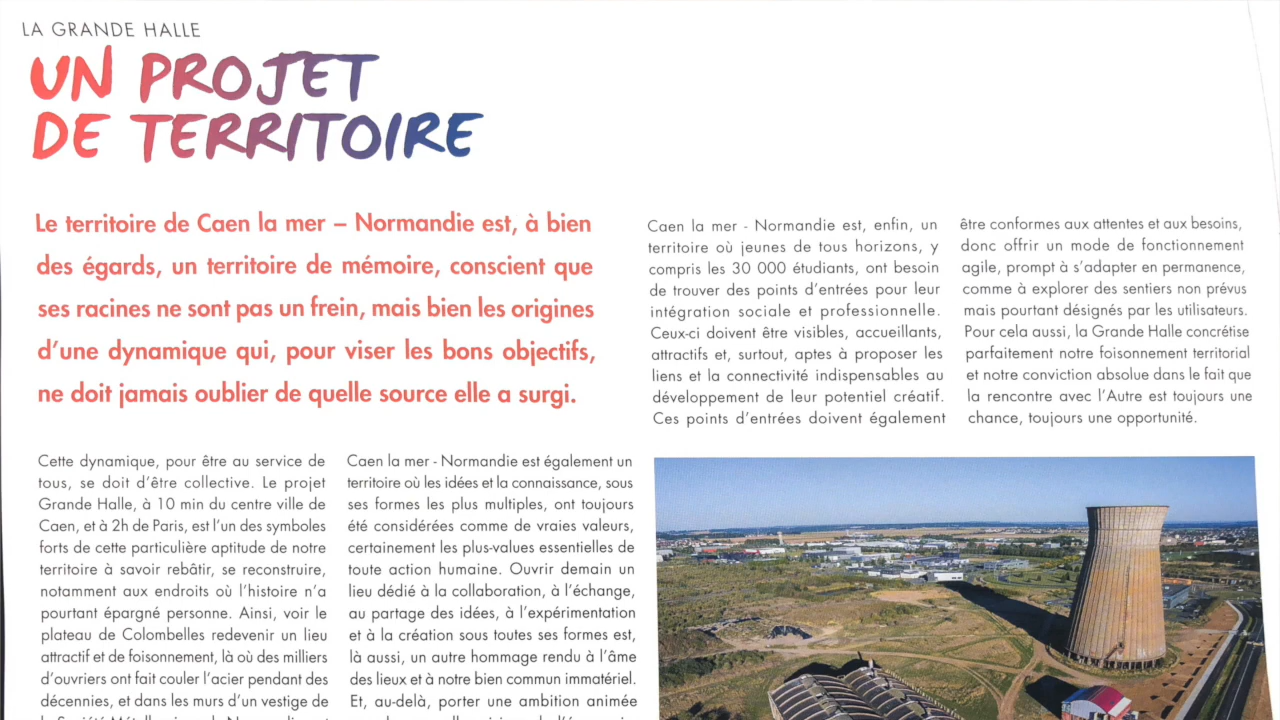 LA GRANDE HALLE
UN PROJET
DE TERRITOIRE
Le territoire de Caen la mer – Normandie est, à bien
des égards, un territoire de mémoire, conscient que
ses racines ne sont pas un frein, mais bien les origines
d’une dynamique qui, pour viser les bons objectifs,
ne doit jamais oublier de quelle source elle a surgi.
Cette dynamique, pour être au service de
tous, se doit d’être collective. Le projet
Grande Halle, à 10 min du centre ville de
Caen, et à 2h de Paris, est l’un des symboles
forts de cette particulière aptitude de notre
territoire à savoir rebâtir, se reconstruire,
notamment aux endroits où l’histoire n’a
pourtant épargné personne. Ainsi, voir le
plateau de Colombelles redevenir un lieu
attractif et de foisonnement, là où des milliers
d’ouvriers ont fait couler l’acier pendant des
décennies, et dans les murs d’un vestige de
Caen la mer - Normandie est également un
territoire où les idées et la connaissance, sous
ses formes les plus multiples, ont toujours
été considérées comme de vraies valeurs,
certainement les plus-values essentielles de
toute action humaine. Ouvrir demain un
lieu dédié à la collaboration, à l’échange,
au partage des idées, à l’expérimentation
et à la création sous toutes ses formes est,
là aussi, un autre hommage rendu à l’âme
des lieux et à notre bien commun immatériel.
Et, au-delà, porter une ambition animée
Caen la mer - Normandie est, enfin, un
territoire où jeunes de tous horizons, y
compris les 30 000 étudiants, ont besoin
de trouver des points d’entrées pour leur
intégration sociale et professionnelle.
Ceux-ci doivent être visibles, accueillants,
attractifs et, surtout, aptes à proposer les
liens et la connectivité indispensables au
développement de leur potentiel créatif.
Ces points d’entrées doivent également
être conformes aux attentes et aux besoins,
donc offrir un mode de fonctionnement
agile, prompt à s’adapter en permanence,
comme à explorer des sentiers non prévus
mais pourtant désignés par les utilisateurs.
Pour cela aussi, la Grande Halle concrétise
parfaitement notre foisonnement territorial
et notre conviction absolue dans le fait que
la rencontre avec l’Autre est toujours une
chance, toujours une opportunité.